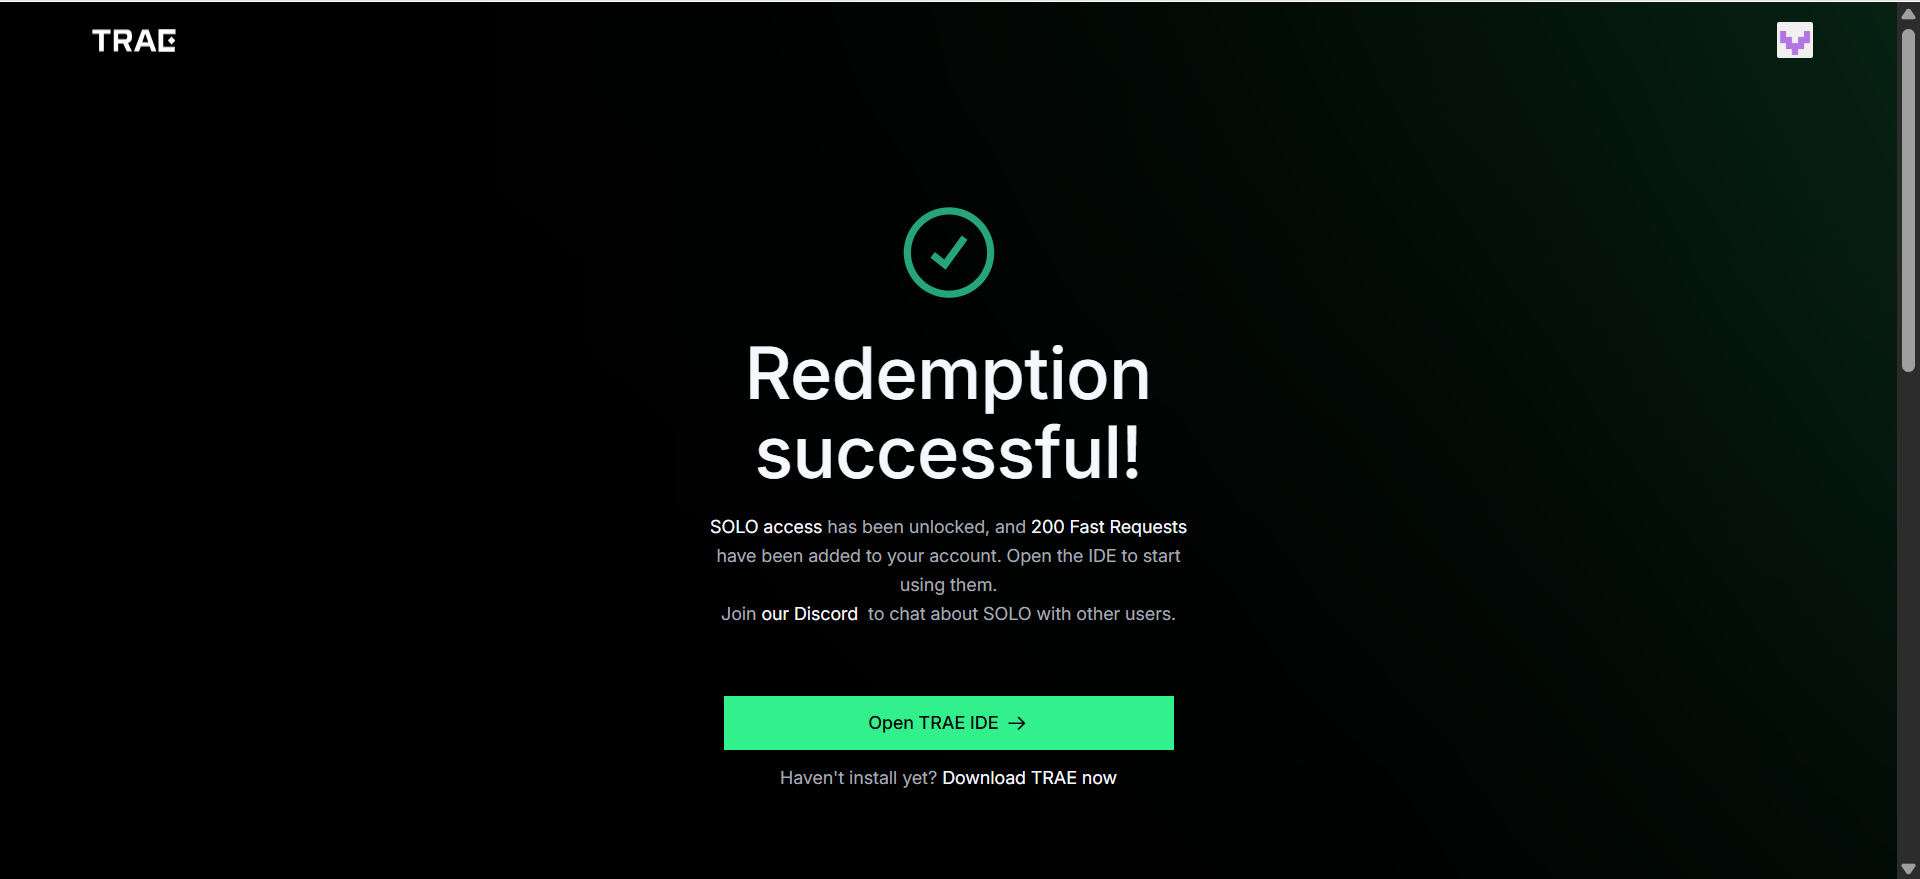 TRAE
Redemption
successful!
SOLO access has been unlocked, and 200 Fast Requests
have been added to your account. Open the IDE to start
using them.
Join our Discord to chat about SOLO with other users.
Open TRAE IDE →
Haven't install yet? Download TRAE now